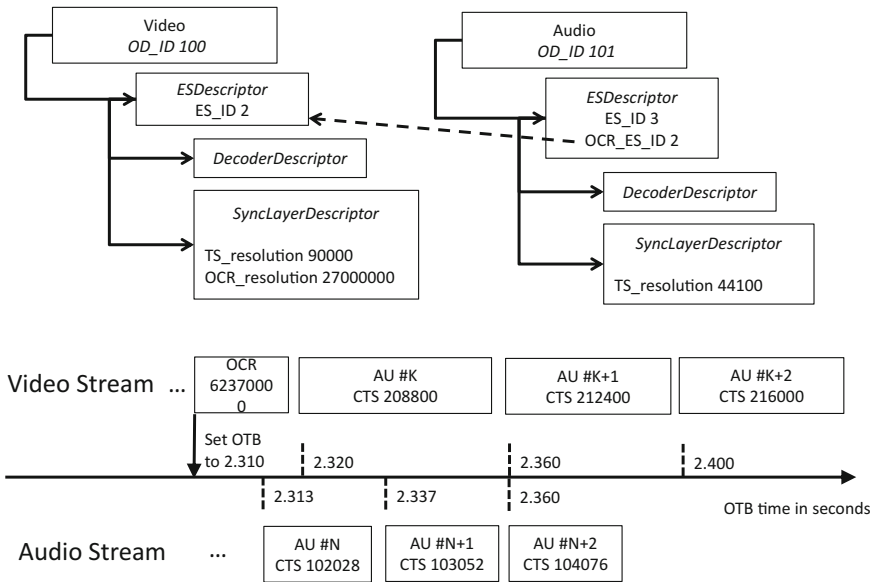 Video
OD_ID 100
ESDescriptor
ES_ID 2
DecoderDescriptor
SyncLayerDescriptor
TS_resolution 90000
OCR_resolution 27000000
Audio
OD_ID 101
ESDescriptor
ES_ID 3
OCR_ES_ID 2
DecoderDescriptor
SyncLayerDescriptor
TS_resolution 44100
Video Stream ...
OCR
6237000
0
AU #K
CTS 208800
AU #K+1
CTS 212400
AU #K+2
CTS 216000
Set OTB
to 2.310
2.320
2.360
2.400
2.313
2.337
2.360
OTB time in seconds
Audio Stream ...
AU #N
CTS 102028
AU #N+1
CTS 103052
AU #N+2
CTS 104076